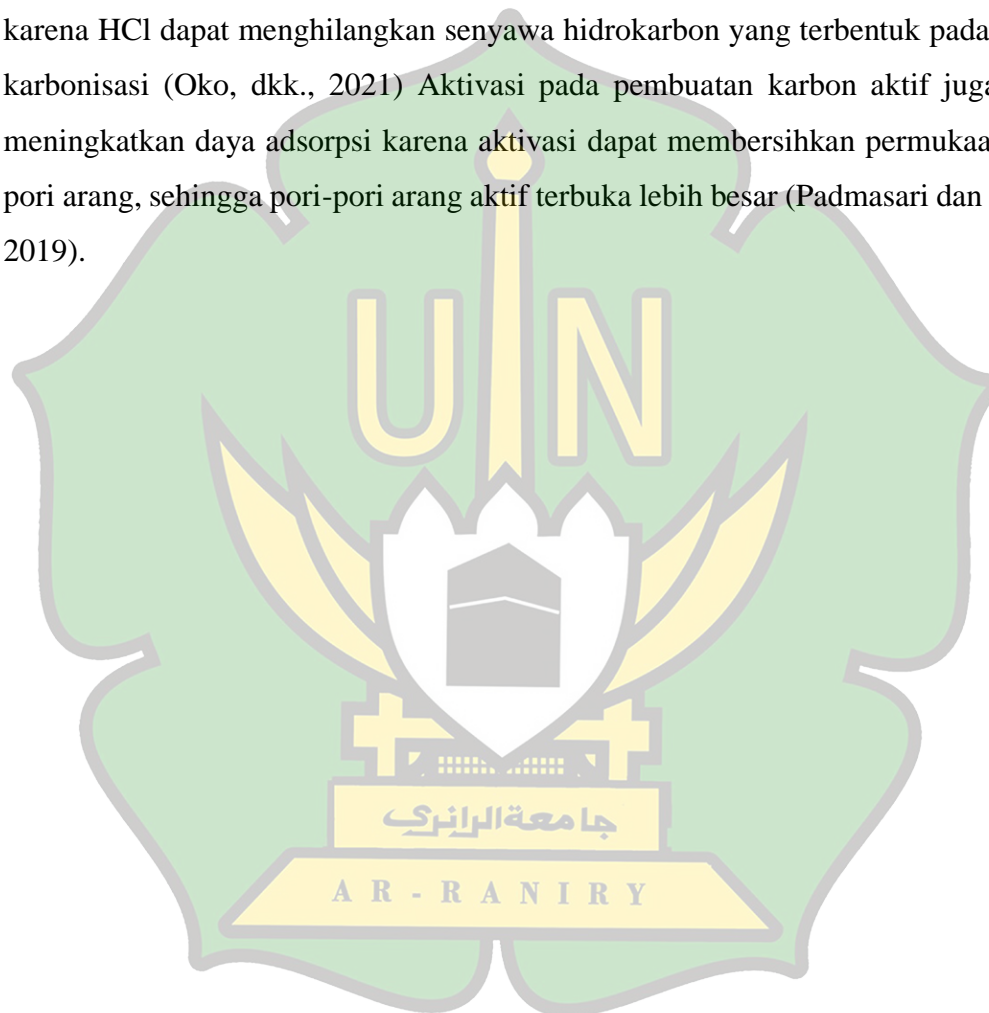 karena HCl dapat menghilangkan senyawa hidrokarbon yang terbentuk pada
karbonisasi (Oko, dkk., 2021) Aktivasi pada pembuatan karbon aktif juga
meningkatkan daya adsorpsi karena aktivasi dapat membersihkan permukaa
pori arang, sehingga pori-pori arang aktif terbuka lebih besar (Padmasari dan
2019).
U N
جامعة الرانري
AR-RANIRY